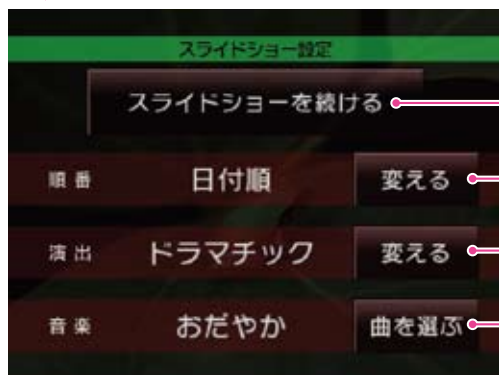 スライドショー設定
スライドショーを続ける
順番 日付順 変える
演出 ドラマチック 変える
音楽 おだやか 曲を選ぶ